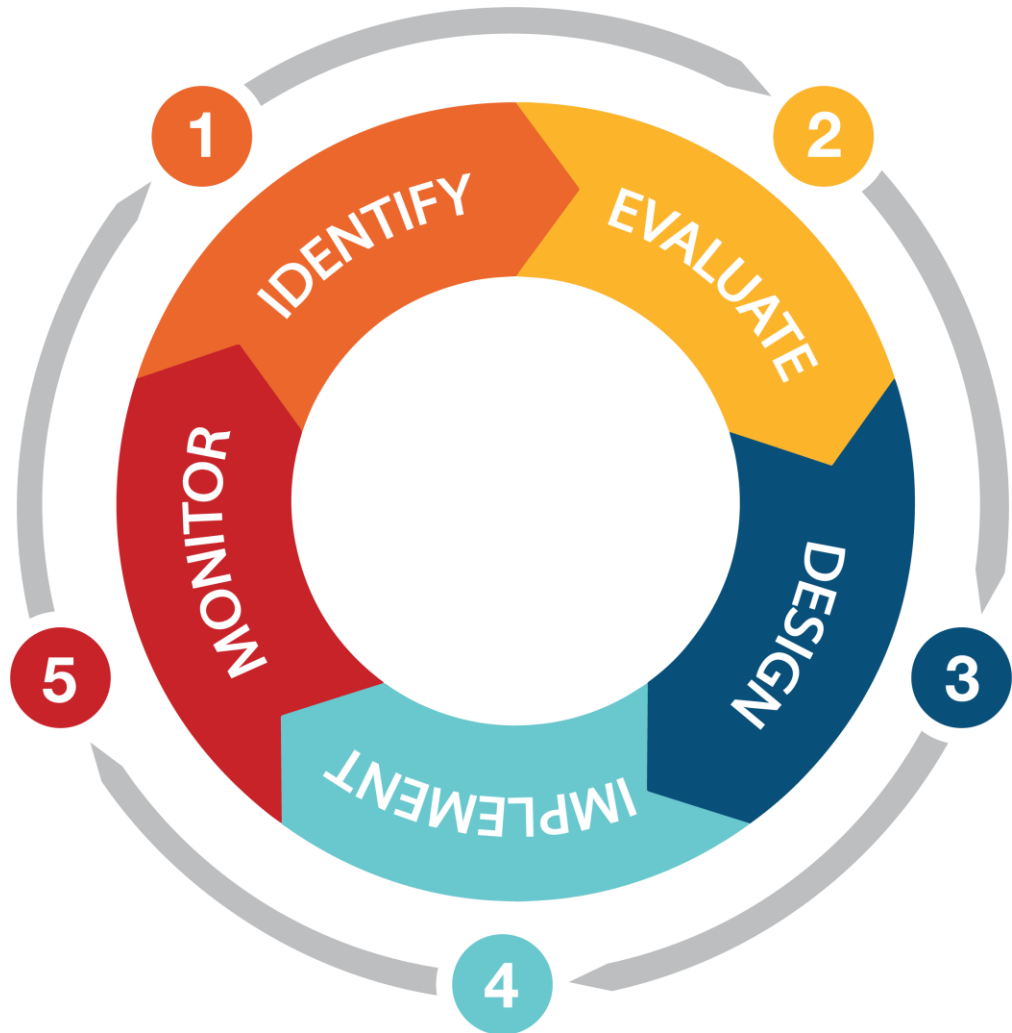 1
IDENTIFY
2
EVALUATE
3
DESIGN
4
IMPLEMENT
5
MONITOR